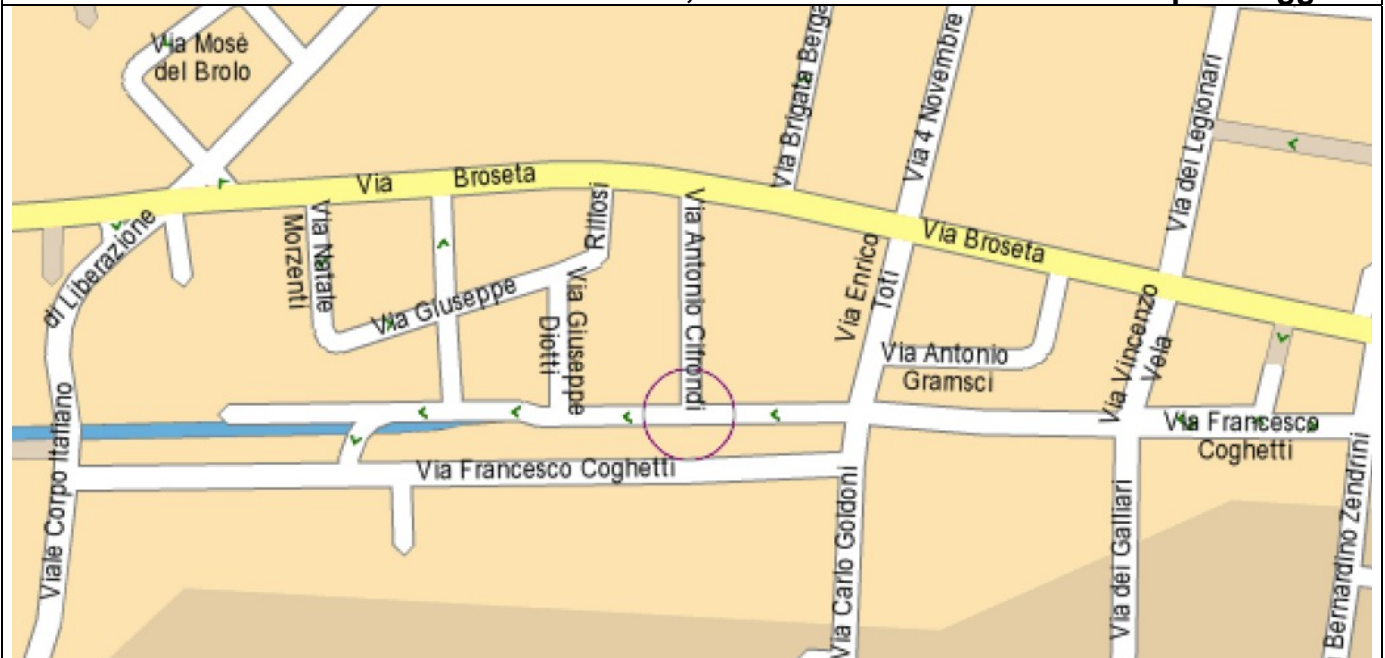 Via Mosè
del Brolo
Via Brigata Berga
Via 4 Novembre
Via dei Legionari
Via
Broseta
Via Broseta
di Liberazione
Via Natale
Morzenti
Via Giuseppe
Rillosi
Via Giuseppe
Diotti
Via Antonio Cifrondi
Via Enrico
Toti
Via Antonio
Gramsci
Via Vincenzo
Vela
Via Francesco
Coghetti
Via Francesco Coghetti
Viale Corpo Italiano
Via Carlo Goldoni
Via dei Galliari
Bernardino Zendrini